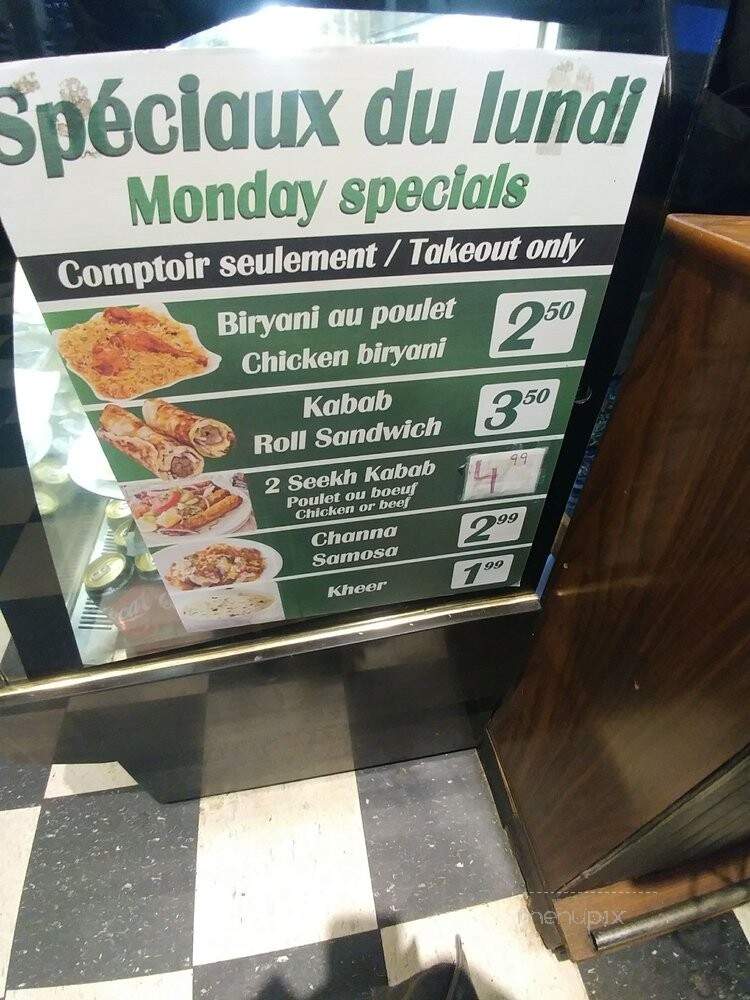 Spéciaux du lundi
Monday specials
Comptoir seulement / Takeout only
Biryani au poulet
Chicken biryani
2 50
Kabab
Roll Sandwich
3 50
2 Seekh Kabab
Poulet ou boeuf
Chicken or beef
4 99
Channa
Samosa
2 99
Kheer
1 99
menupix